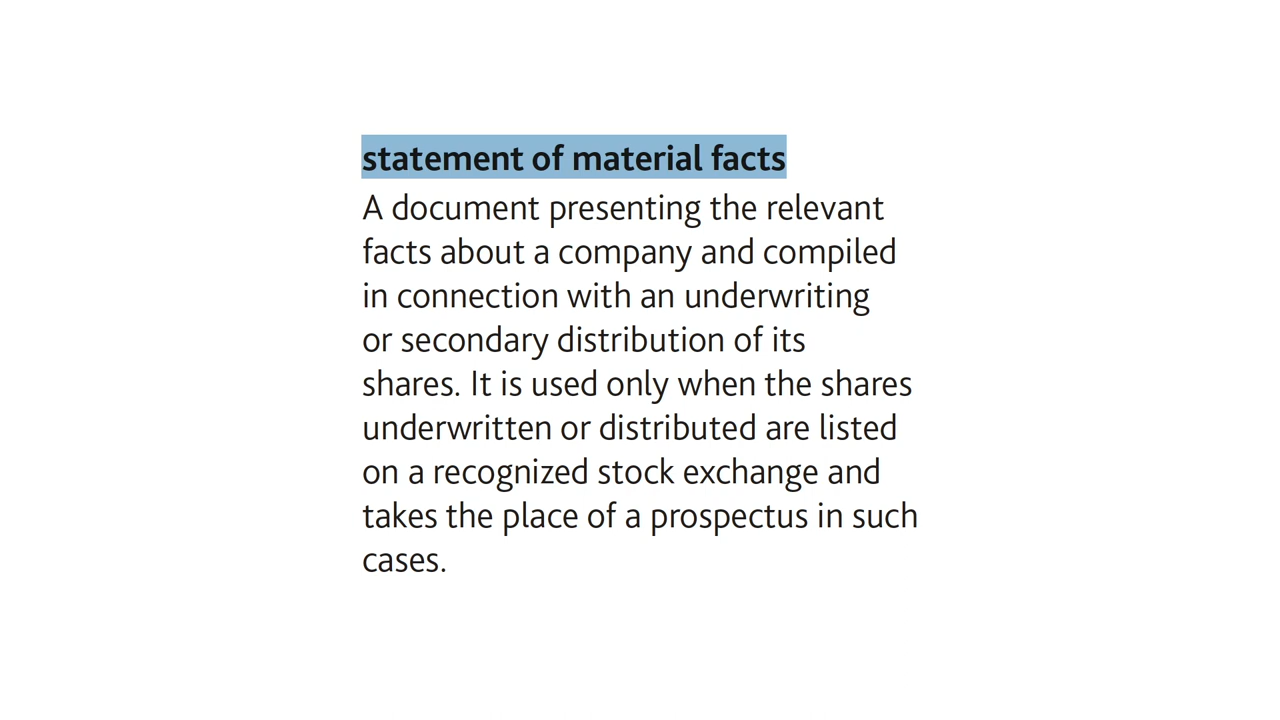 statement of material facts
A document presenting the relevant
facts about a company and compiled
in connection with an underwriting
or secondary distribution of its
shares. It is used only when the shares
underwritten or distributed are listed
on a recognized stock exchange and
takes the place of a prospectus in such
cases.